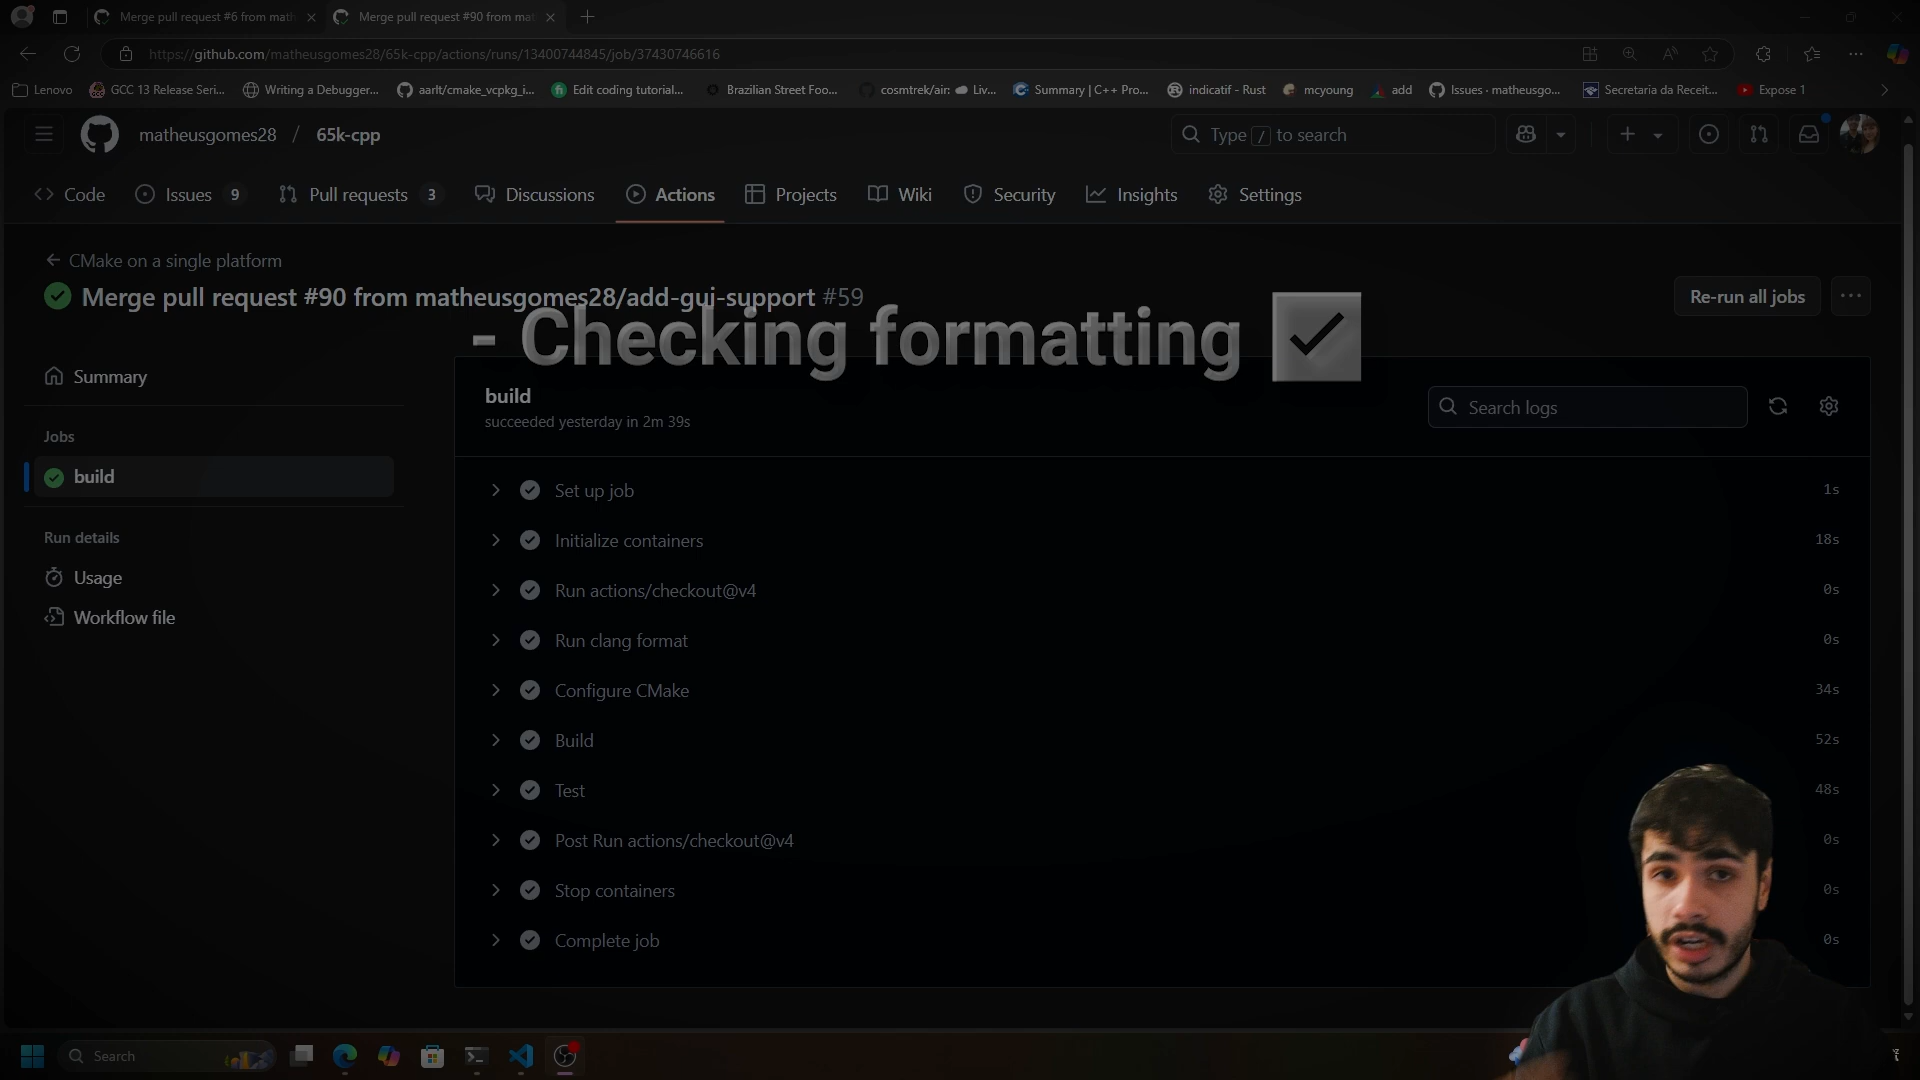 Merge pull request #6 from math
Merge pull request #90 from mat
https://github.com/matheusgomes28/65k-cpp/actions/runs/13400744845/job/37430746616
Lenovo
GCC 13 Release Seri...
Writing a Debugger...
aarlt/cmake_vcpkg_i...
Edit coding tutorial...
Brazilian Street Foo...
cosmtrek/air: Liv...
Summary | C++ Pro...
indicatif - Rust
mcyoung
add
Issues · matheusgo...
Secretaria da Receit...
Expose 1
matheusgomes28 / 65k-cpp
Type / to search
Code
Issues 9
Pull requests 3
Discussions
Actions
Projects
Wiki
Security
Insights
Settings
CMake on a single platform
Merge pull request #90 from matheusgomes28/add-gui-support #59
Re-run all jobs
- Checking formatting
Summary
Jobs
build
Run details
Usage
Workflow file
build
succeeded yesterday in 2m 39s
Search logs
Set up job 1s
Initialize containers 18s
Run actions/checkout@v4 0s
Run clang format 0s
Configure CMake 34s
Build 52s
Test 48s
Post Run actions/checkout@v4 0s
Stop containers 0s
Complete job 0s
Search